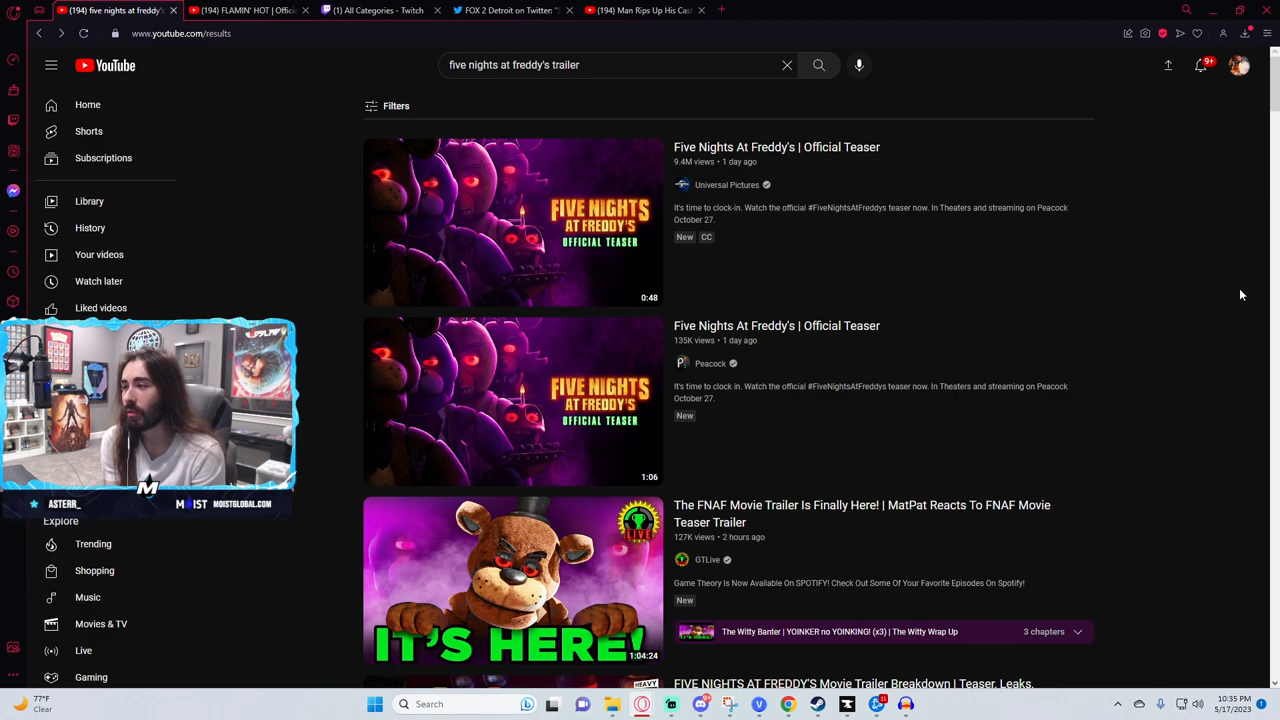 (194) five nights at freddy's
(194) FLAMIN' HOT | Offici
(1) All Categories - Twitch
FOX 2 Detroit on Twitter: "S
(194) Man Rips Up His Cast
www.youtube.com/results
YouTube
five nights at freddy's trailer
9+
Home
Shorts
Subscriptions
Library
History
Your videos
Watch later
Liked videos
Explore
Trending
Shopping
Music
Movies & TV
Live
Gaming
Filters
FIVE NIGHTS
AT FREDDY'S
OFFICIAL TEASER
0:48
Five Nights At Freddy's | Official Teaser
9.4M views • 1 day ago
Universal Pictures
It's time to clock-in. Watch the official #FiveNightsAtFreddys teaser now. In Theaters and streaming on Peacock
October 27.
New CC
FIVE NIGHTS
AT FREDDY'S
OFFICIAL TEASER
1:06
Five Nights At Freddy's | Official Teaser
135K views • 1 day ago
Peacock
It's time to clock in. Watch the official #FiveNightsAtFreddys teaser now. In Theaters and streaming on Peacock
October 27.
New
LIVE
IT'S HERE!
1:04:24
The FNAF Movie Trailer Is Finally Here! | MatPat Reacts To FNAF Movie
Teaser Trailer
127K views • 2 hours ago
GTLive
Game Theory Is Now Available On SPOTIFY! Check Out Some Of Your Favorite Episodes On Spotify!
New
The Witty Banter | YOINKER no YOINKING! (x3) | The Witty Wrap Up
3 chapters
HEAVY
FIVE NIGHTS AT FREDDY'S Movie Trailer Breakdown | Teaser, Leaks,
ASTERR_
MOIST MOISTGLOBAL.COM
M
77°F
Clear
Search
9+
11
10:35 PM
5/17/2023
1